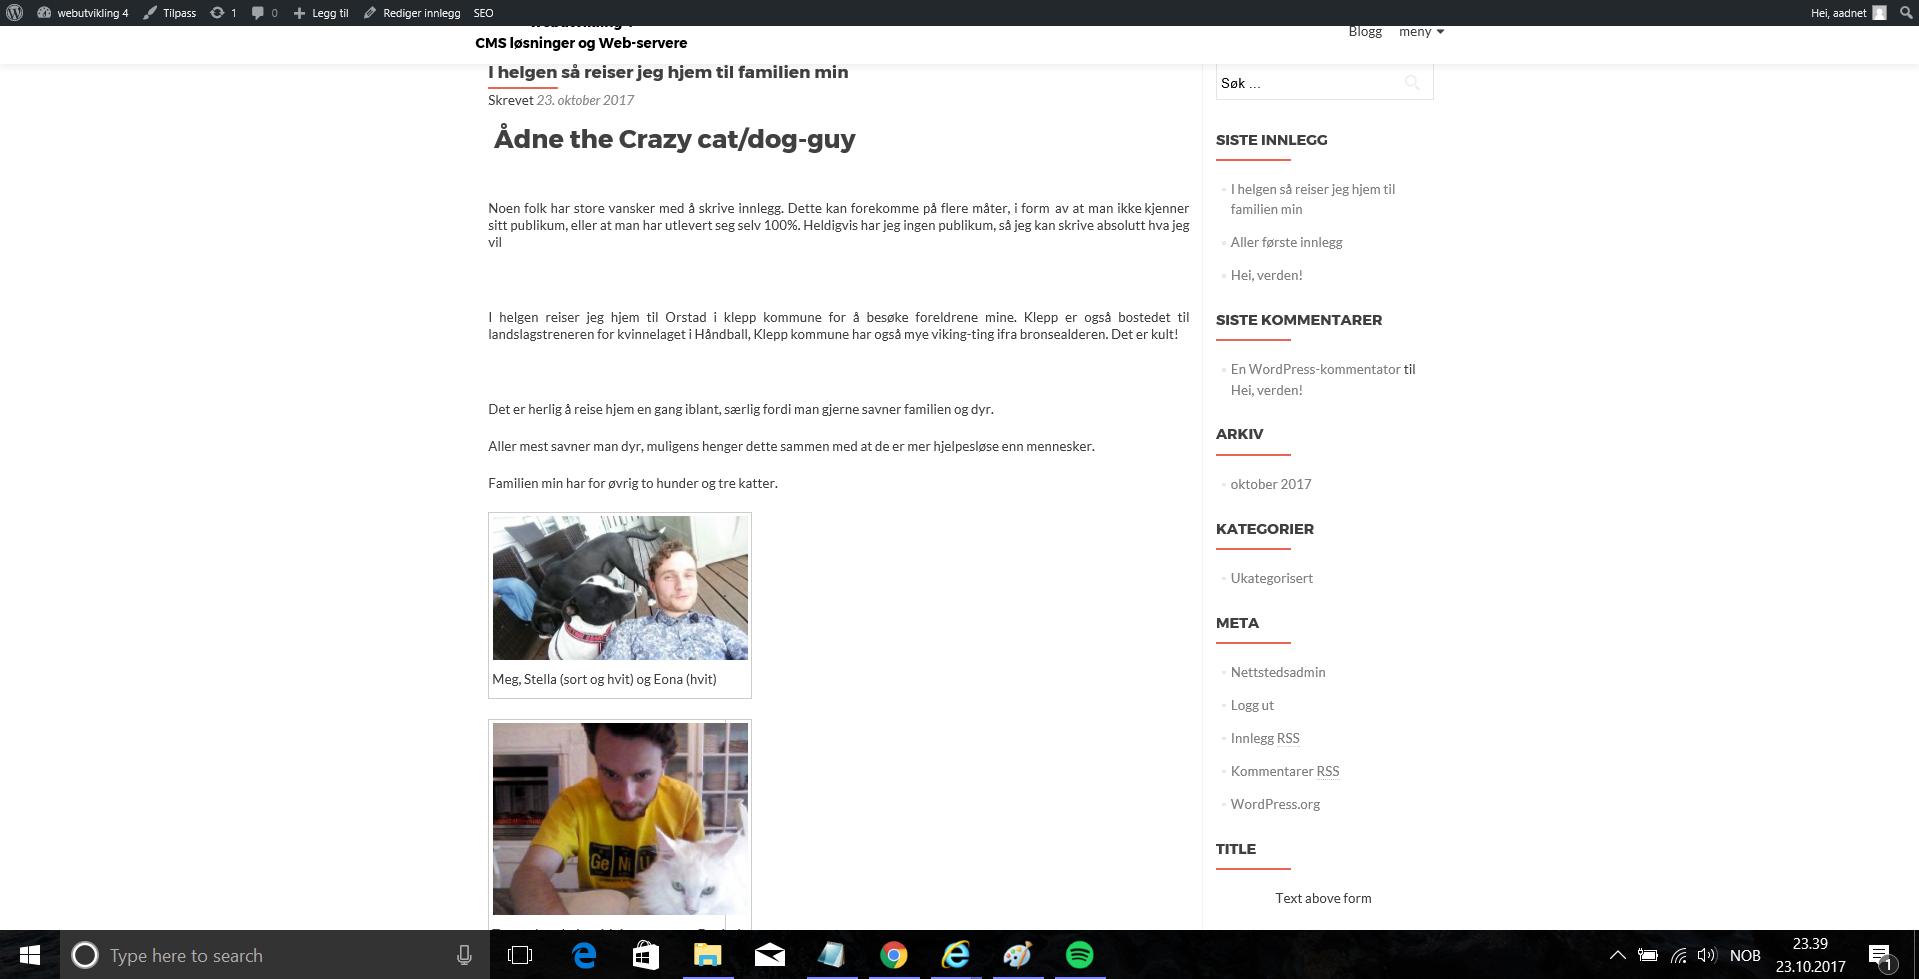 webutvikling 4 Tilpass 1 0 Legg til Rediger innlegg SEO Hei, aadnet
CMS løsninger og Web-servere
Blogg meny
I helgen så reiser jeg hjem til familien min
Skrevet 23. oktober 2017
Ådne the Crazy cat/dog-guy
Noen folk har store vansker med å skrive innlegg. Dette kan forekomme på flere måter, i form av at man ikke kjenner
sitt publikum, eller at man har utlevert seg selv 100%. Heldigvis har jeg ingen publikum, så jeg kan skrive absolutt hva jeg
vil
I helgen reiser jeg hjem til Orstad i klepp kommune for å besøke foreldrene mine. Klepp er også bostedet til
landslagstreneren for kvinnelaget i Håndball, Klepp kommune har også mye viking-ting ifra bronsealderen. Det er kult!
Det er herlig å reise hjem en gang iblant, særlig fordi man gjerne savner familien og dyr.
Aller mest savner man dyr, muligens henger dette sammen med at de er mer hjelpesløse enn mennesker.
Familien min har for øvrig to hunder og tre katter.
Meg, Stella (sort og hvit) og Eona (hvit)
Ge Ni U
Søk ...
SISTE INNLEGG
I helgen så reiser jeg hjem til
familien min
Aller første innlegg
Hei, verden!
SISTE KOMMENTARER
En WordPress-kommentator til
Hei, verden!
ARKIV
oktober 2017
KATEGORIER
Ukategorisert
META
Nettstedsadmin
Logg ut
Innlegg RSS
Kommentarer RSS
WordPress.org
TITLE
Text above form
Type here to search
NOB
23.39
23.10.2017
1